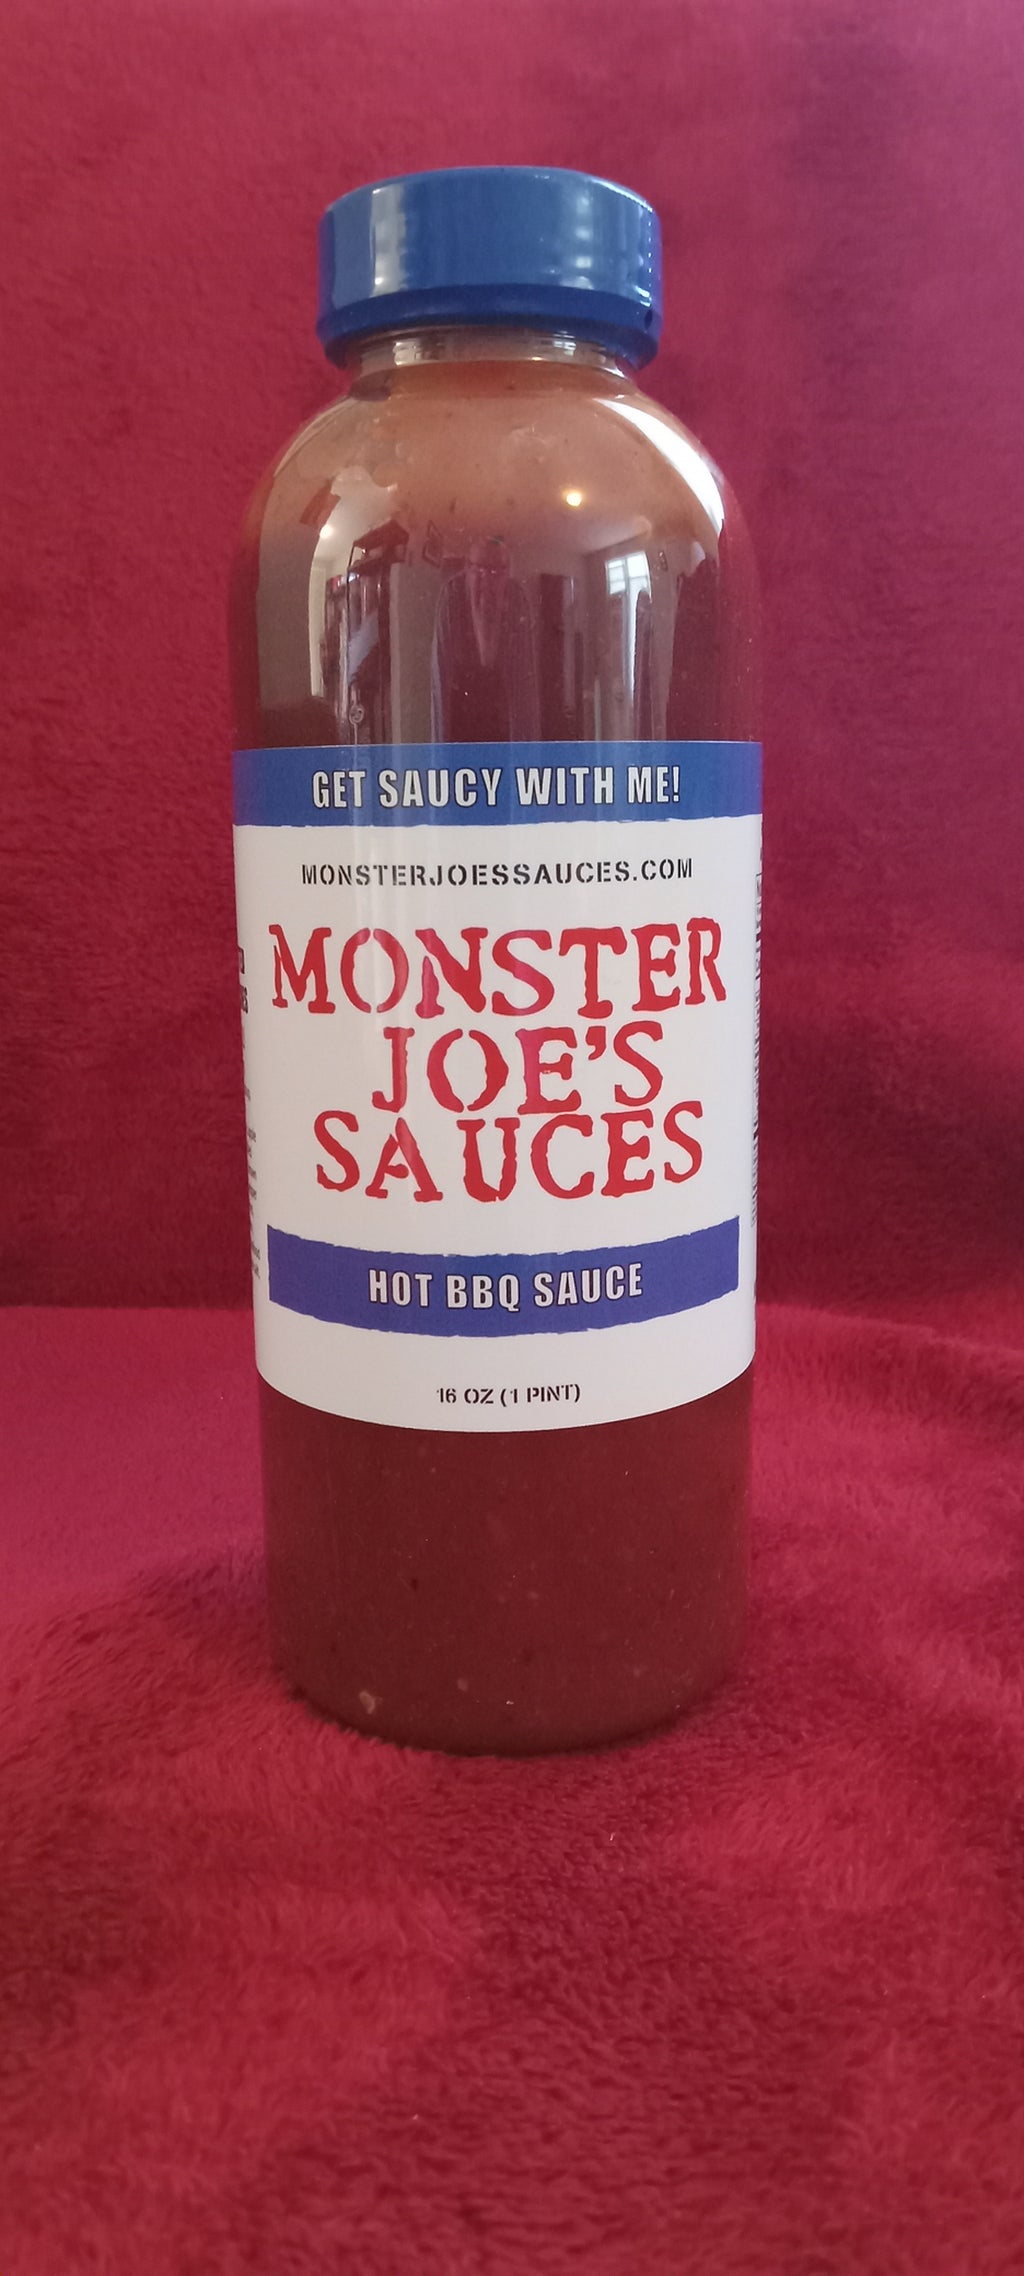 GET SAUCY WITH ME!
MONSTERJOESSAUCES.COM
MONSTER
JOE'S
SAUCES
HOT BBQ SAUCE
16 OZ (1 PINT)